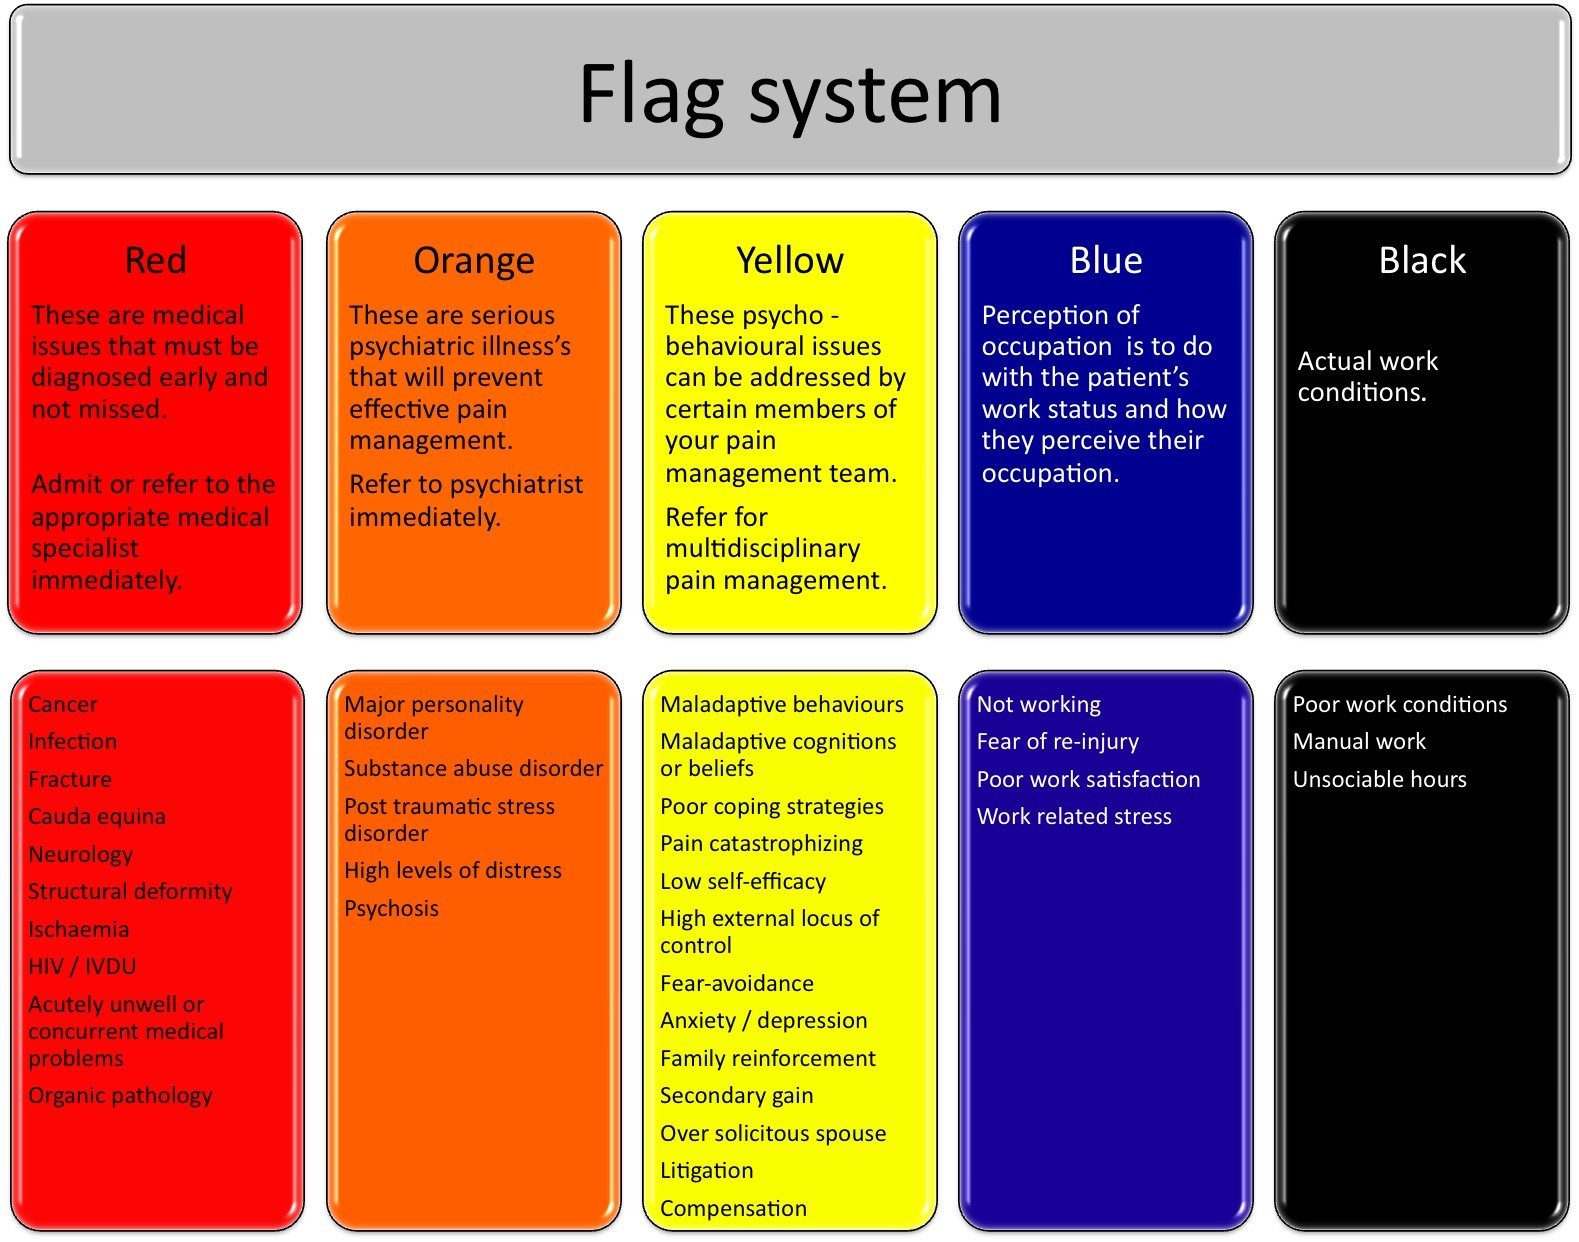 Flag system
Red
These are medical
issues that must be
diagnosed early and
not missed.
Admit or refer to the
appropriate medical
specialist
immediately.
Orange
These are serious
psychiatric illness’s
that will prevent
effective pain
management.
Refer to psychiatrist
immediately.
Yellow
These psycho -
behavioural issues
can be addressed by
certain members of
your pain
management team.
Refer for
multidisciplinary
pain management.
Blue
Perception of
occupation  is to do
with the patient’s
work status and how
they perceive their
occupation.
Black
Actual work
conditions.
Cancer
Infection
Fracture
Cauda equina
Neurology
Structural deformity
Ischaemia
HIV / IVDU
Acutely unwell or
concurrent medical
problems
Organic pathology
Major personality
disorder
Substance abuse disorder
Post traumatic stress
disorder
High levels of distress
Psychosis
Maladaptive behaviours
Maladaptive cognitions
or beliefs
Poor coping strategies
Pain catastrophizing
Low self-efficacy
High external locus of
control
Fear-avoidance
Anxiety / depression
Family reinforcement
Secondary gain
Over solicitous spouse
Litigation
Compensation
Not working
Fear of re-injury
Poor work satisfaction
Work related stress
Poor work conditions
Manual work
Unsociable hours